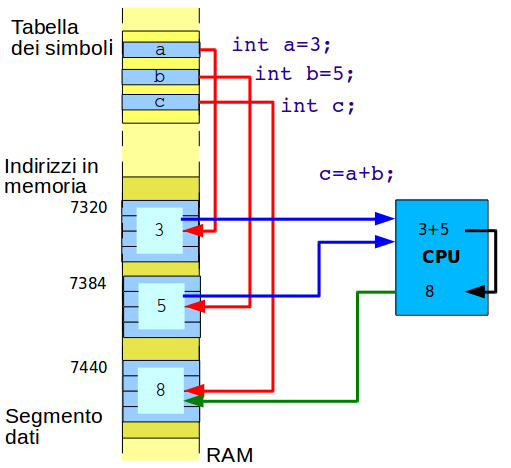 Tabella
dei simboli
a
int a=3;
b
int b=5;
c
int c;
Indirizzi in
memoria
c=a+b;
7320
3
3+5
CPU
8
7384
5
7440
8
Segmento
dati
RAM